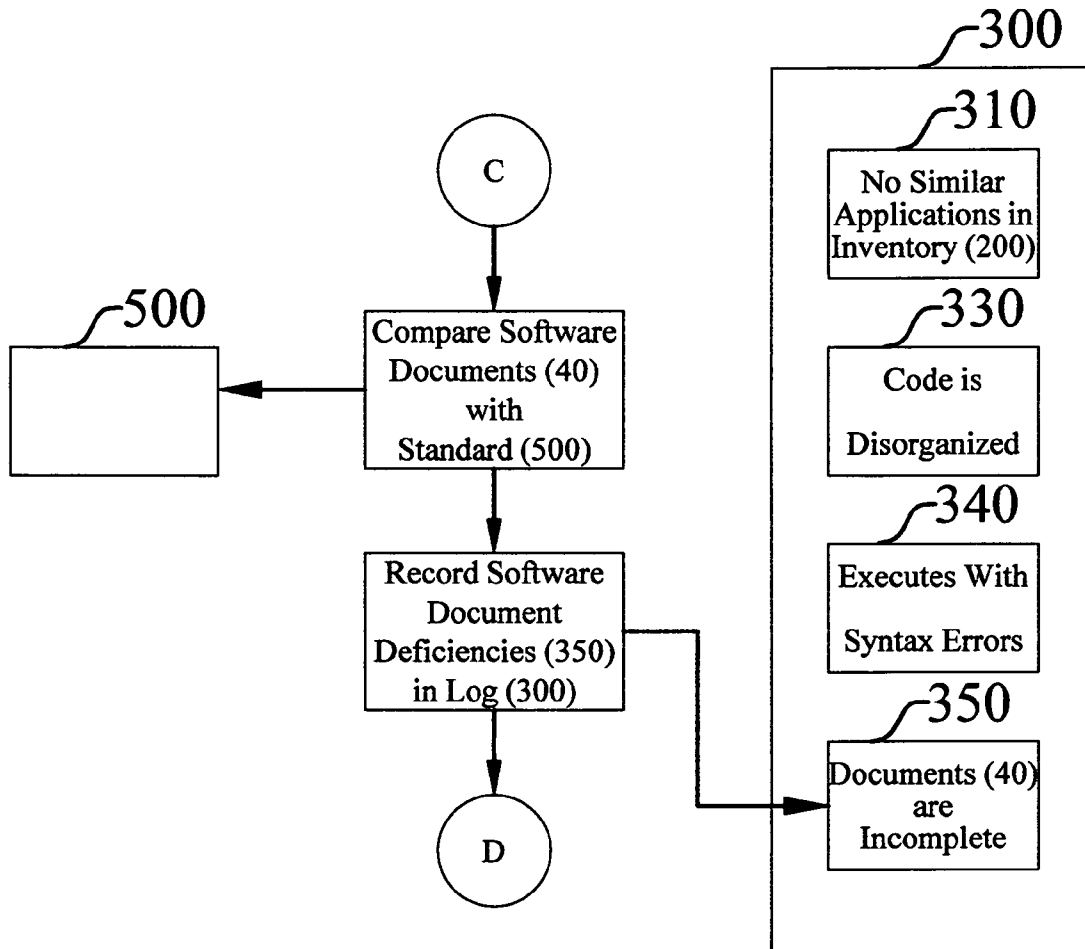 300
310
No Similar
Applications in
Inventory (200)
C
500
Compare Software
Documents (40)
with
Standard (500)
330
Code is
Disorganized
340
Executes With
Syntax Errors
Record Software
Document
Deficiencies (350)
in Log (300)
350
Documents (40)
are
Incomplete
D